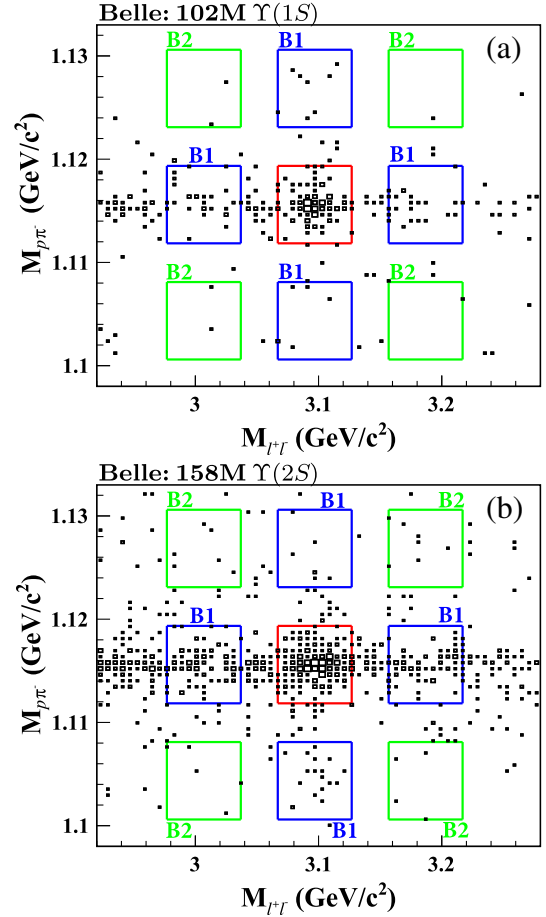 Belle: 102M ϒ(1S)
(a)
B2 B1 B2
B1 B1
B2 B1 B2
1.13
1.12
1.11
1.1
M_{pπ^-} (GeV/c^2)
3 3.1 3.2
M_{l^+l^-} (GeV/c^2)
Belle: 158M ϒ(2S)
(b)
B2 B1 B2
B1 B1
B2 B1 B2
1.13
1.12
1.11
1.1
M_{pπ^-} (GeV/c^2)
3 3.1 3.2
M_{l^+l^-} (GeV/c^2)